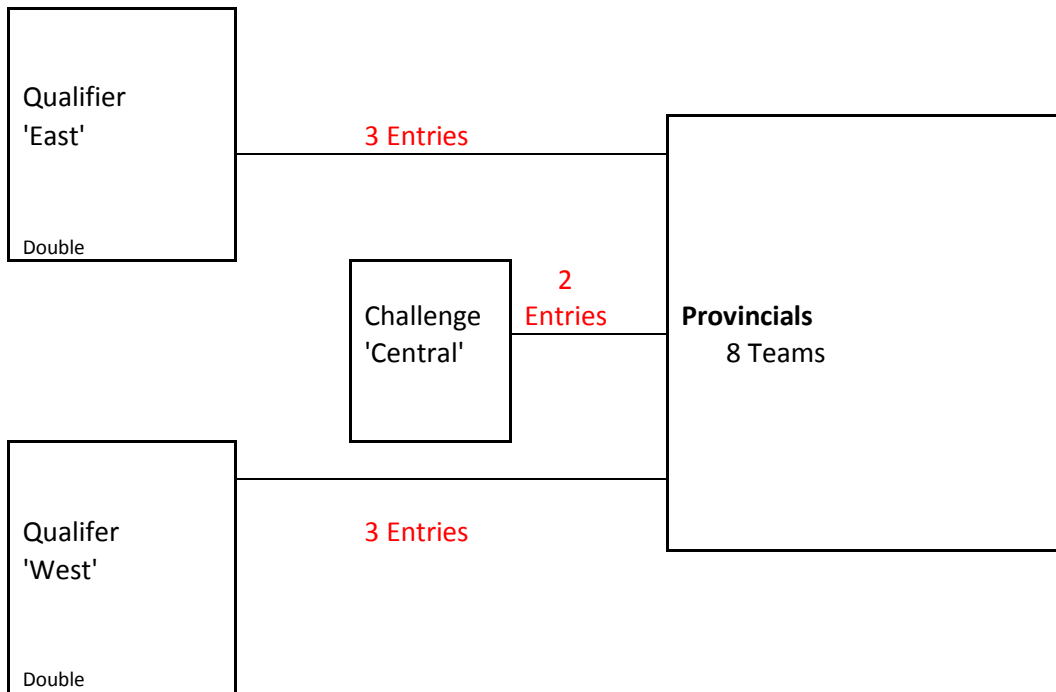 Qualifier
'East'
3 Entries
Double
2
Entries
Challenge
'Central'
Provincials
8 Teams
Qualifer
'West'
3 Entries
Double